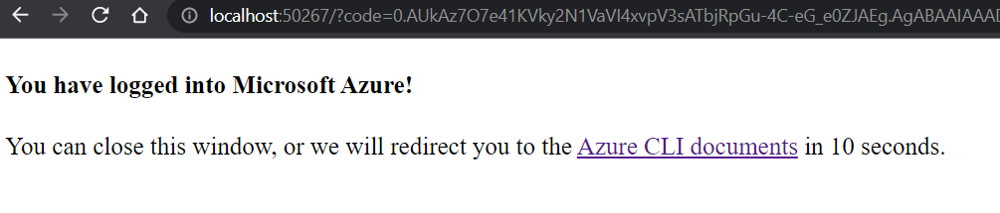 localhost:50267/?code=0.AUkAz7O7e41KVky2N1VaVI4xvpV3sATbjRpGu-4C-eG_e0ZJAEg.AgABAAIAAAD
You have logged into Microsoft Azure!
You can close this window, or we will redirect you to the Azure CLI documents in 10 seconds.